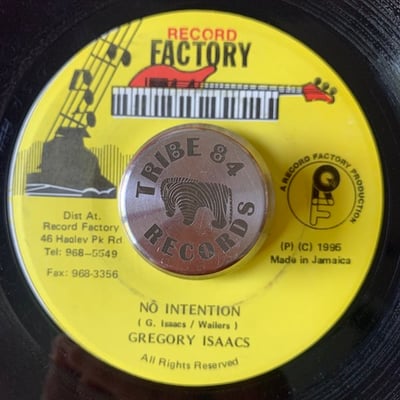 RECORD
FACTORY
TRIBE 84
RECORDS
A RECORD FACTORY PRODUCTION
Dist At.
Record Factory
46 Hagley Pk Rd
Tel: 968-5549
Fax: 968-3356
(P) (C) 1995
Made in Jamaica
NO INTENTION
( G. Isaacs / Wailers )
GREGORY ISAACS
All Rights Reserved